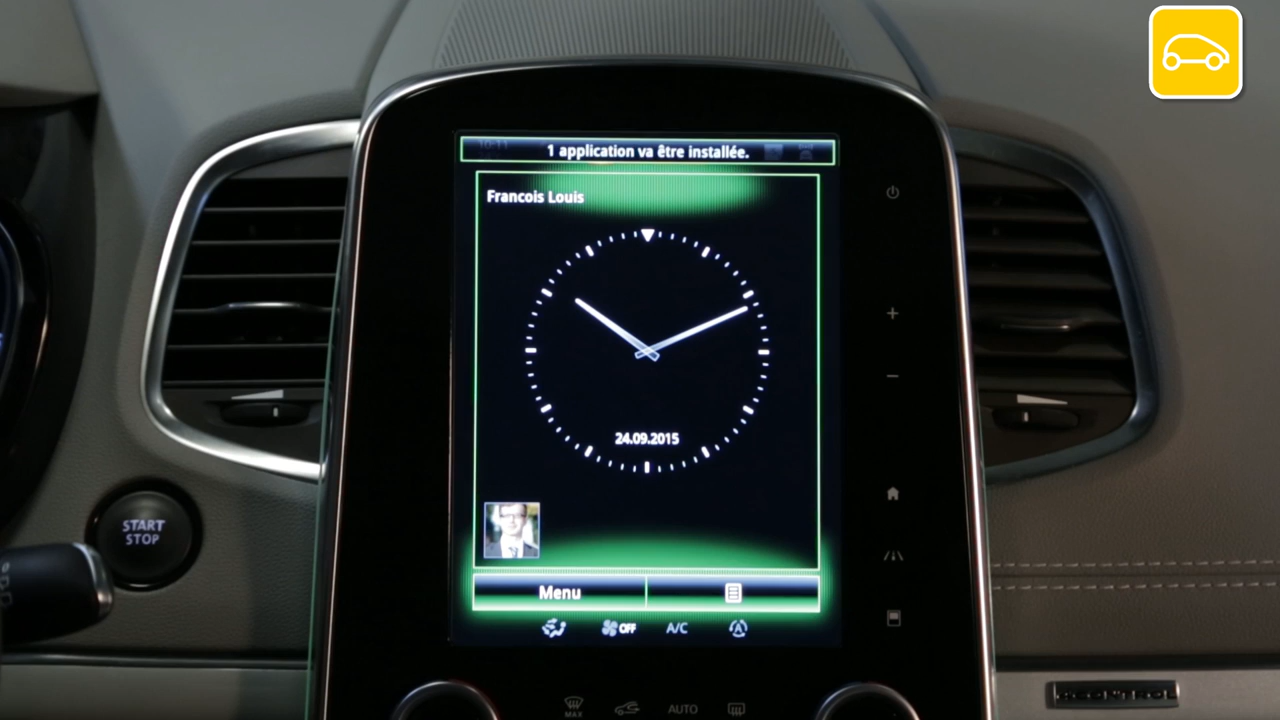 1 application va être installée.
Francois Louis
24.09.2015
START
STOP
Menu
OFF
A/C
MAX
AUTO